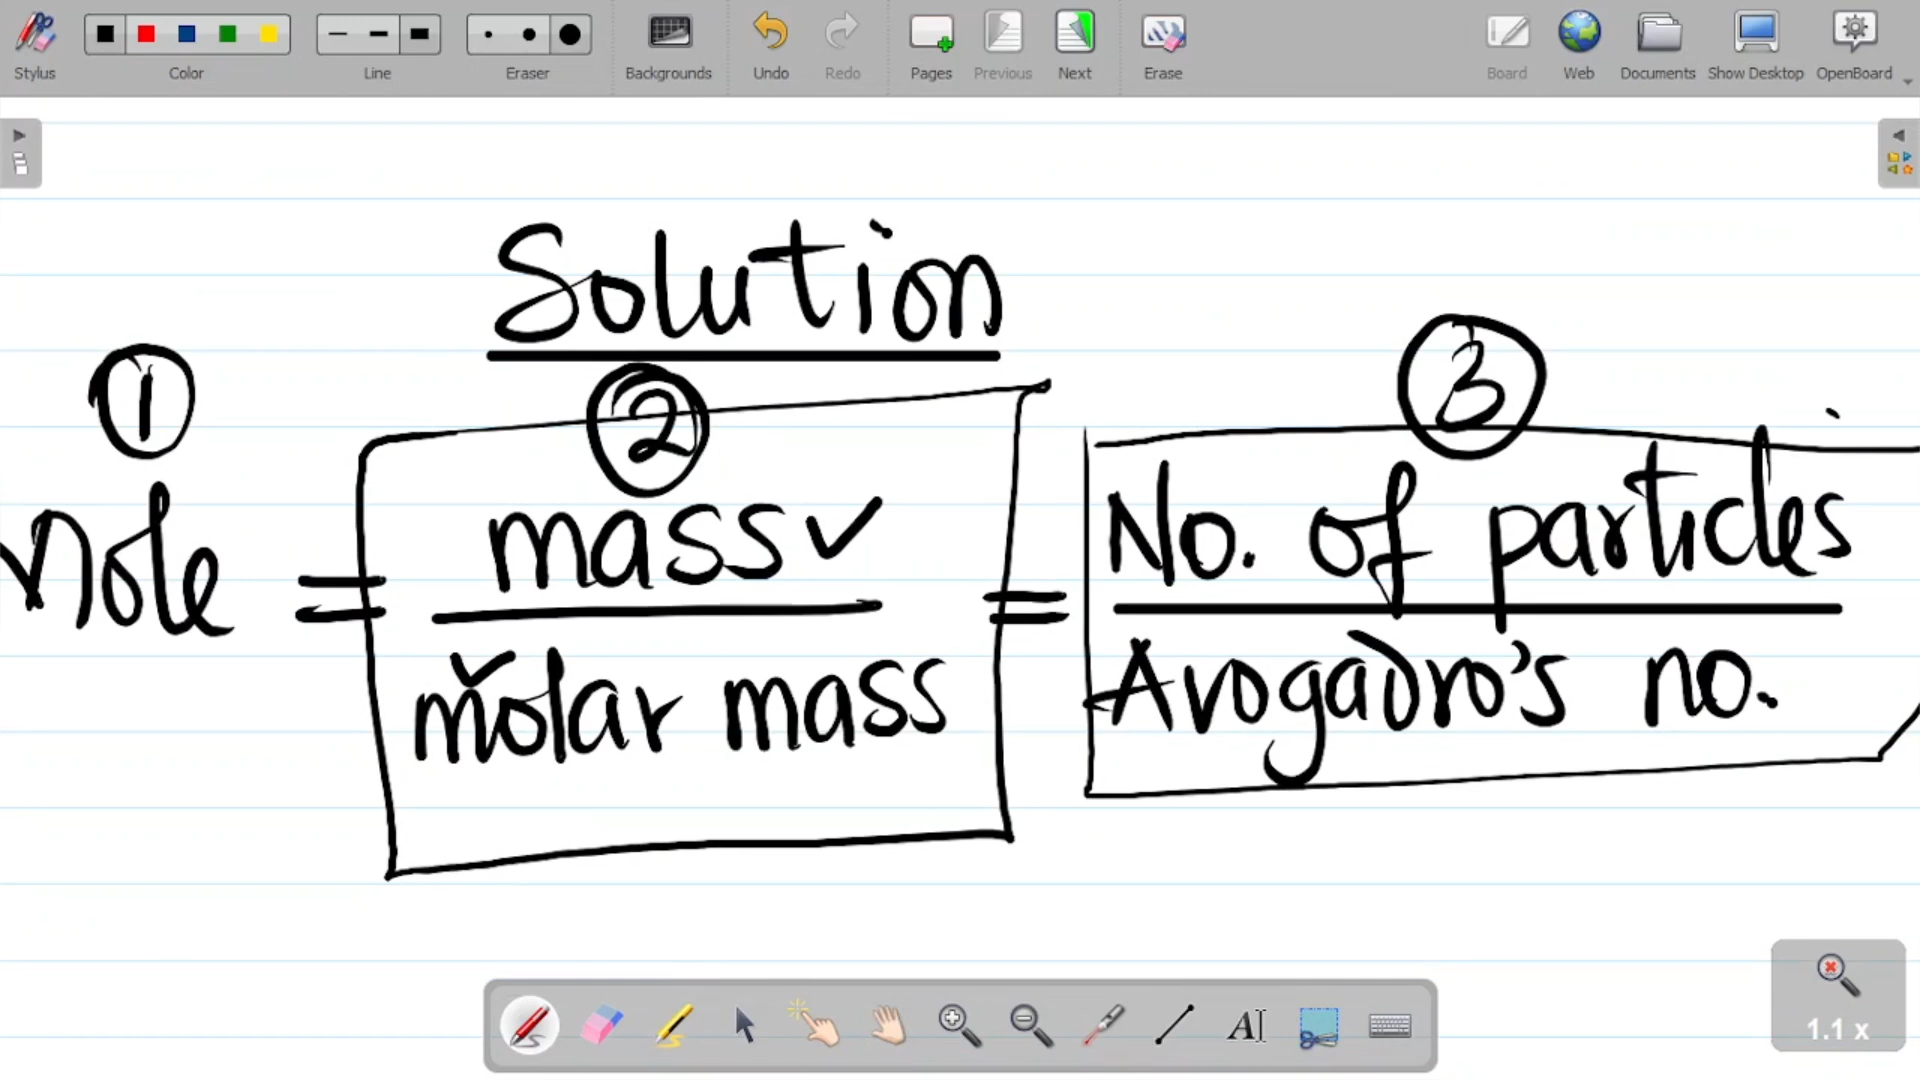 Stylus Color Line Eraser Backgrounds Undo Redo Pages Previous Next Erase Board Web Documents Show Desktop OpenBoard
Solution
1 2 3
Mole = mass ✓ = No. of particles
molar mass Avogadro's no.
1.1 x